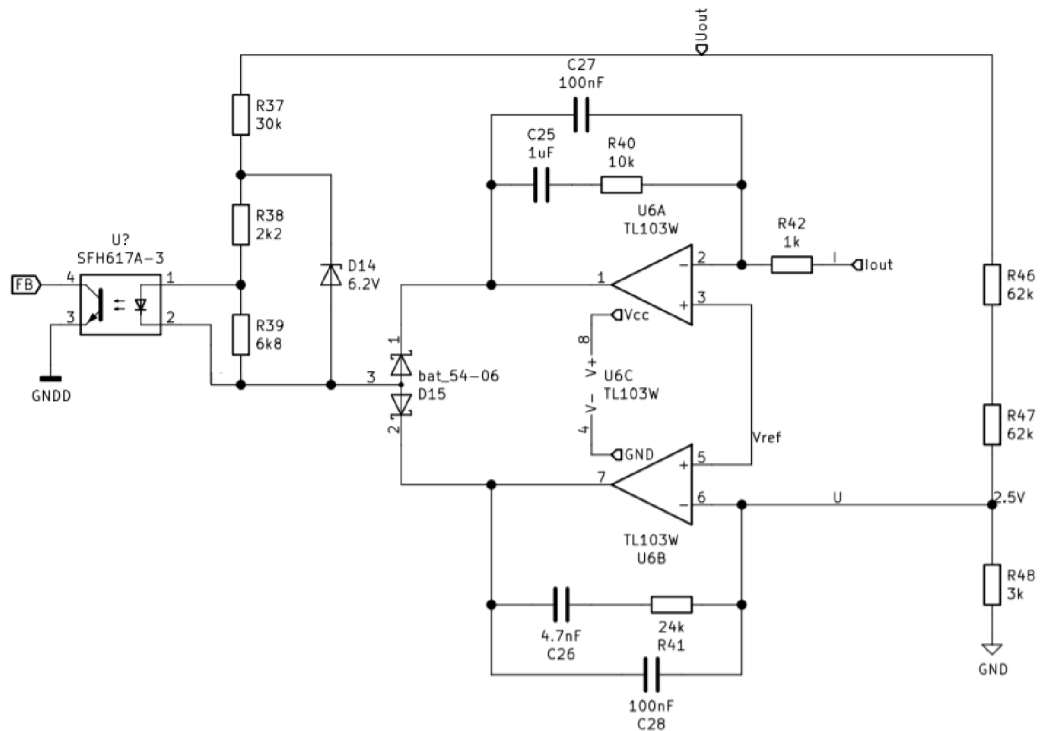 Uout
C27
100nF
R37
30k
C25
1uF
R40
10k
U6A
TL103W
R38
2k2
U?
SFH617A-3
R42
1k
D14
6.2V
FB
4
1
1
2
I
Iout
3
R46
62k
3
2
R39
6k8
Vcc
8
V+
1
GNDD
3
bat_54-06
D15
U6C
TL103W
V-
4
2
R47
62k
Vref
GND
5
7
6
U
2.5V
TL103W
U6B
R48
3k
4.7nF
C26
24k
R41
GND
100nF
C28